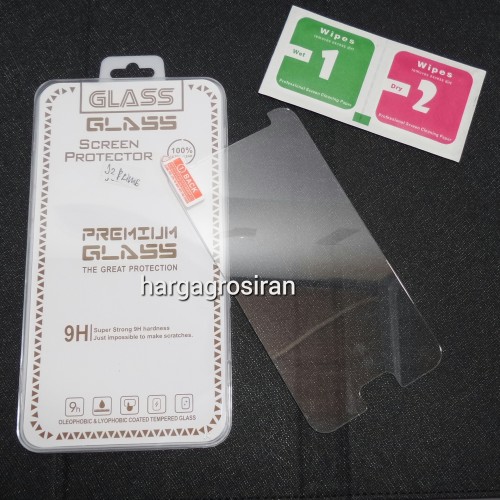 GLASS
GLASS
SCREEN
PROTECTOR
100%
BACK
PREMIUM
GLASS
THE GREAT PROTECTION
hargagrosiran
9H
Super Strong 9H hardness
Just impossible to make scratches.
9h
OLEOPHOBIC & LYOPHOBIC COATED TEMPERED GLASS
Wipes
Wet
1
Professional Screen Cleaning Paper
Wipes
Dry
2
Professional Screen Cleaning Paper